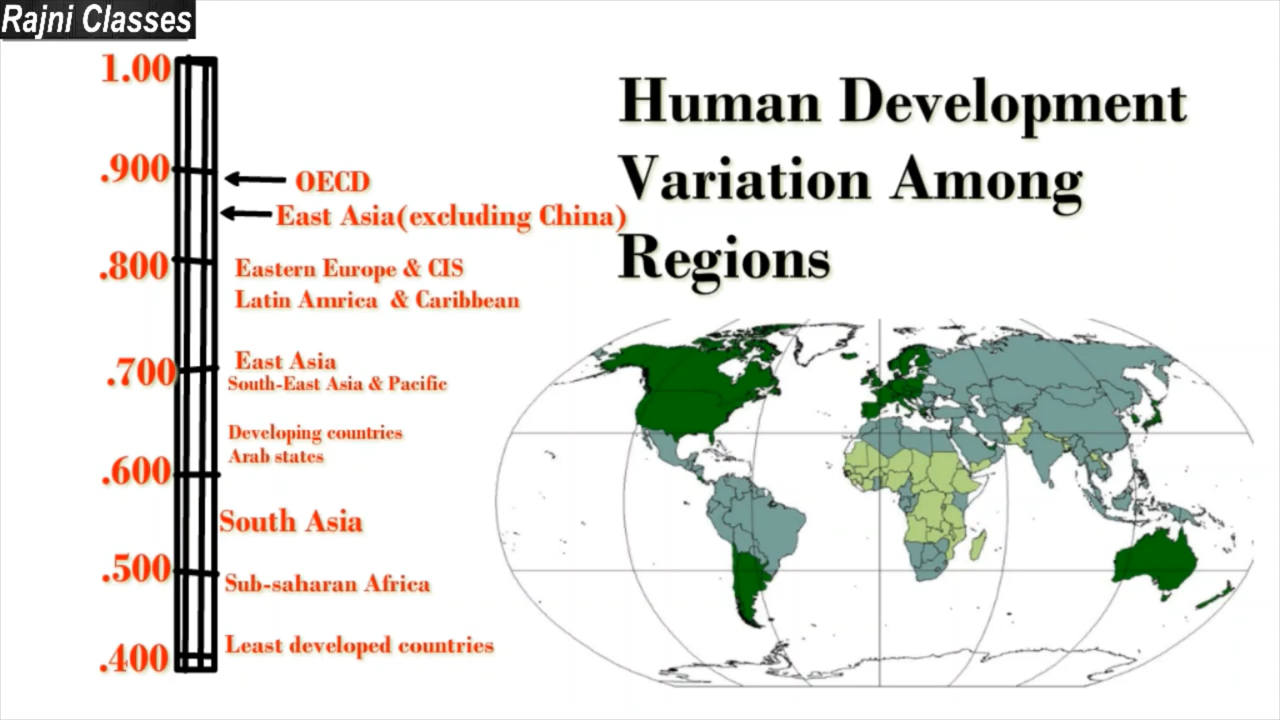 Rajni Classes
Human Development
Variation Among
Regions
1.00
.900
OECD
East Asia(excluding China)
.800
Eastern Europe & CIS
Latin Amrica & Caribbean
.700
East Asia
South-East Asia & Pacific
Developing countries
Arab states
.600
South Asia
.500
Sub-saharan Africa
Least developed countries
.400